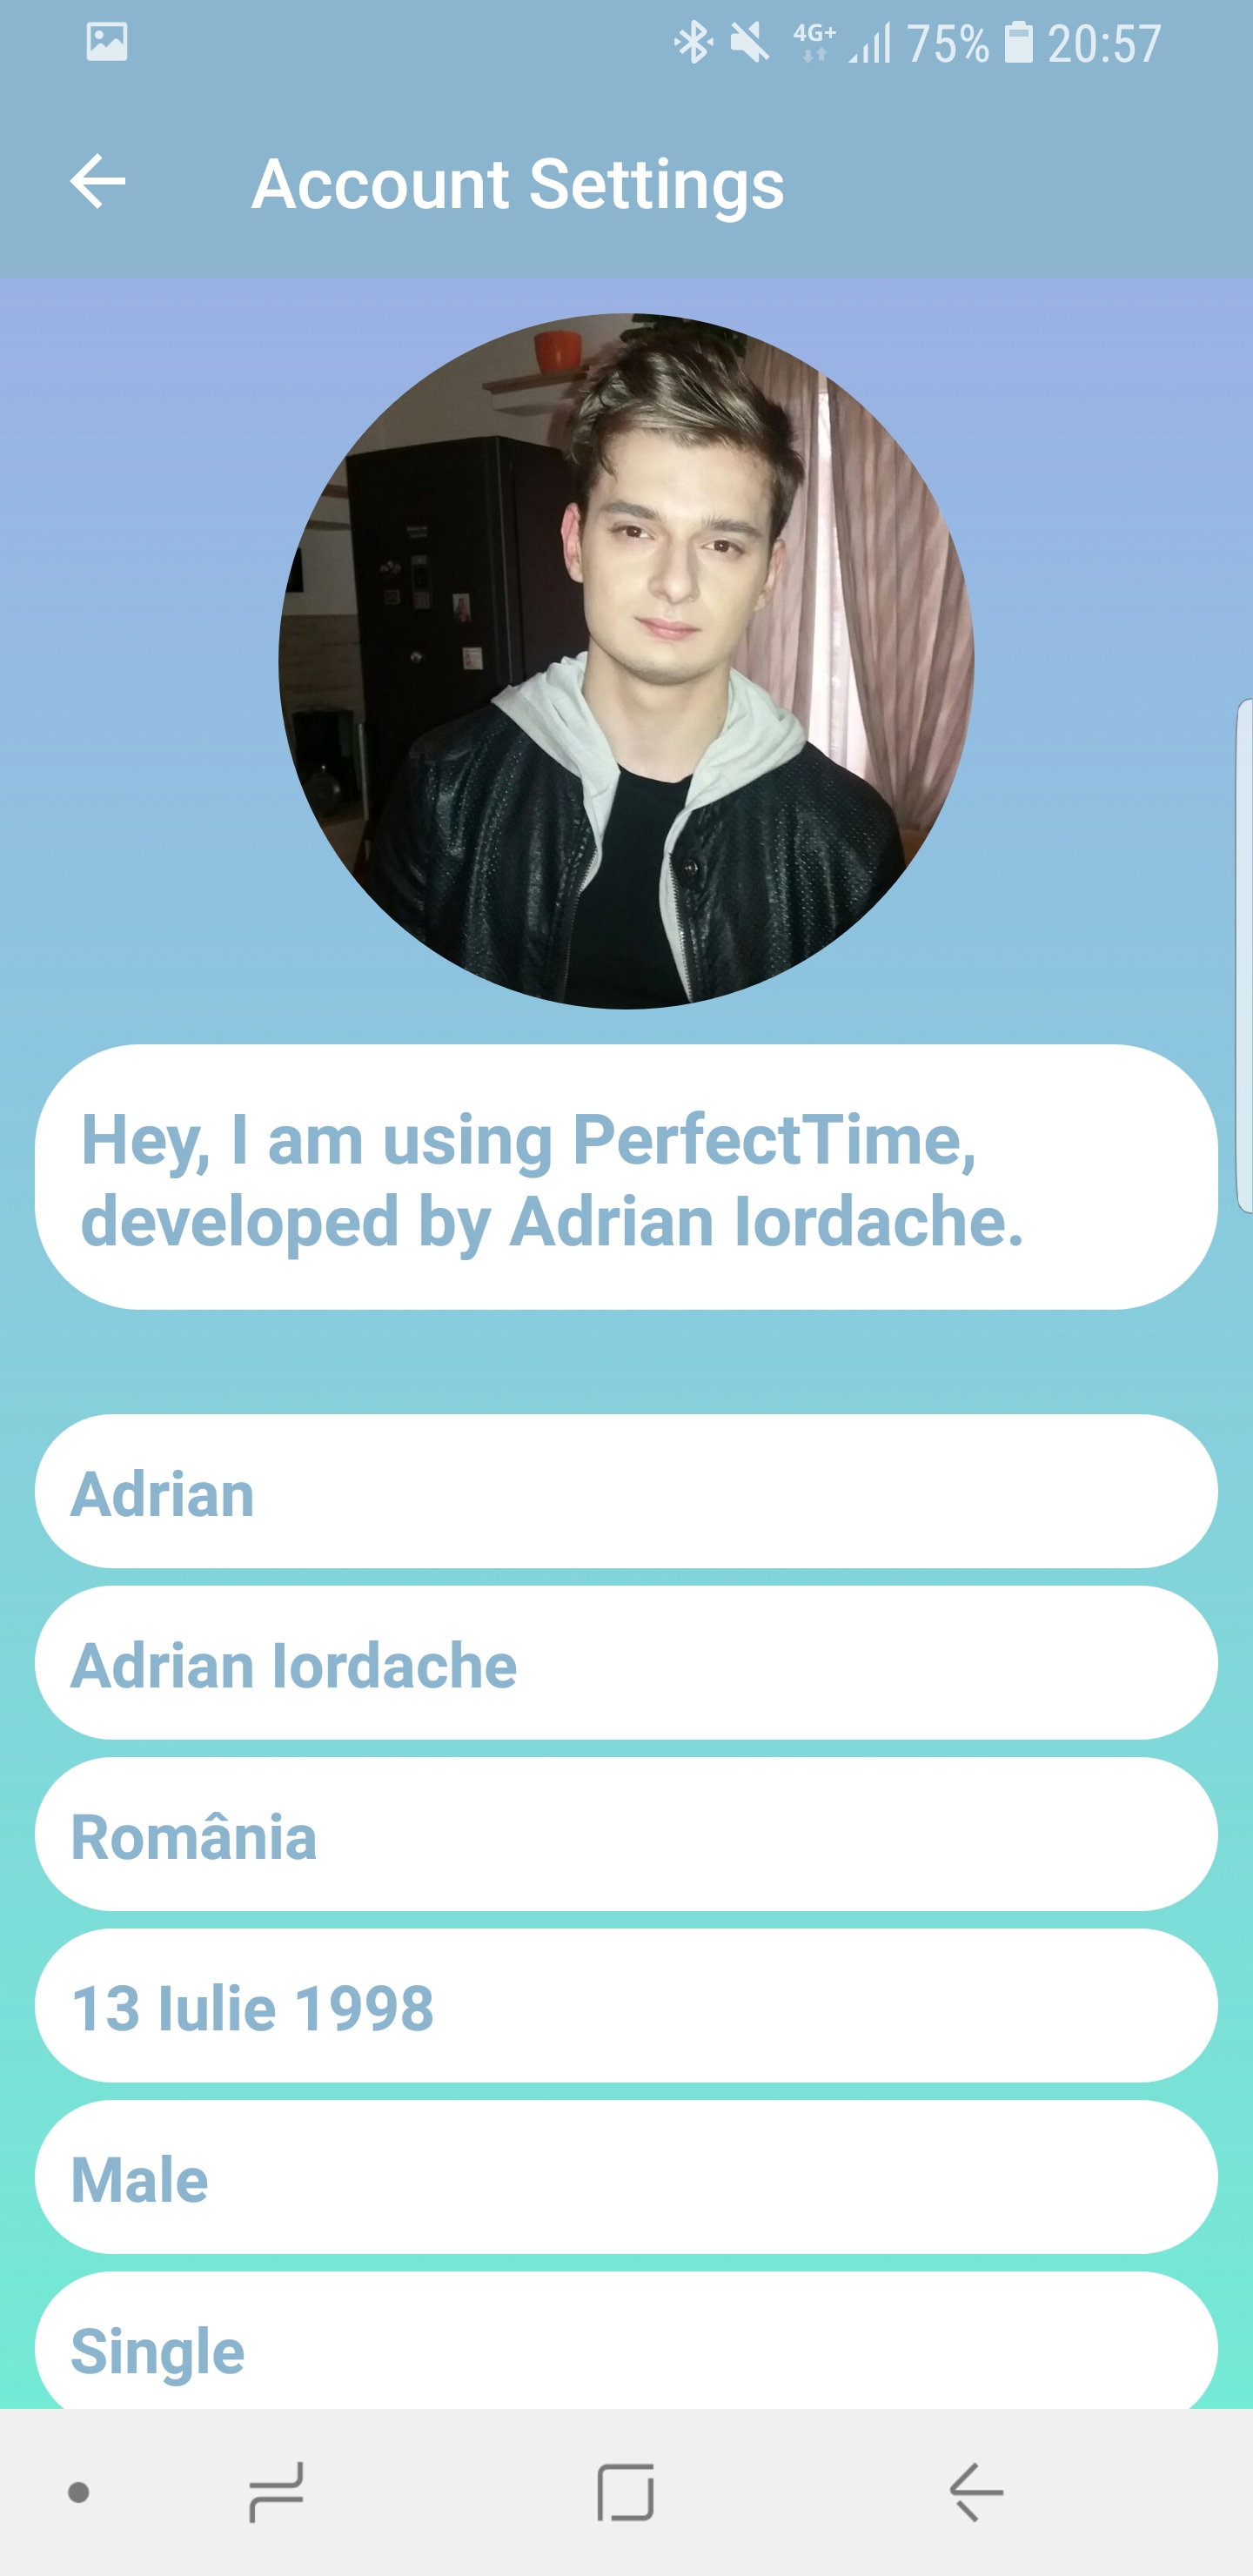 4G+ 75% 20:57
Account Settings
Hey, I am using PerfectTime,
developed by Adrian Iordache.
Adrian
Adrian Iordache
România
13 Iulie 1998
Male
Single